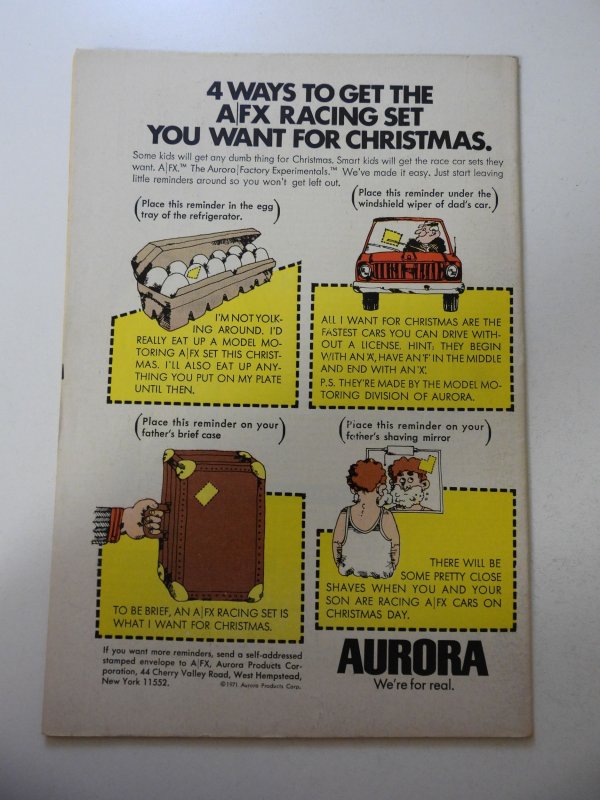 4 WAYS TO GET THE
A|FX RACING SET
YOU WANT FOR CHRISTMAS.
Some kids will get any dumb thing for Christmas. Smart kids will get the race car sets they
want. A|FX.™ The Aurora|Factory Experimentals.™ We've made it easy. Just start leaving
little reminders around so you won't get left out.
(Place this reminder in the egg
tray of the refrigerator.)
(Place this reminder under the
windshield wiper of dad's car.)
I'M NOT YOLK-
ING AROUND. I'D
REALLY EAT UP A MODEL MO-
TORING A|FX SET THIS CHRIST-
MAS. I'LL ALSO EAT UP ANY-
THING YOU PUT ON MY PLATE
UNTIL THEN.
ALL I WANT FOR CHRISTMAS ARE THE
FASTEST CARS YOU CAN DRIVE WITH-
OUT A LICENSE. HINT: THEY BEGIN
WITH AN 'A', HAVE AN 'F' IN THE MIDDLE
AND END WITH AN 'X'.
P.S. THEY'RE MADE BY THE MODEL MO-
TORING DIVISION OF AURORA.
(Place this reminder on your
father's brief case)
(Place this reminder on your
father's shaving mirror)
TO BE BRIEF, AN A|FX RACING SET IS
WHAT I WANT FOR CHRISTMAS.
THERE WILL BE
SOME PRETTY CLOSE
SHAVES WHEN YOU AND YOUR
SON ARE RACING A|FX CARS ON
CHRISTMAS DAY.
If you want more reminders, send a self-addressed
stamped envelope to A|FX, Aurora Products Cor-
poration, 44 Cherry Valley Road, West Hempstead,
New York 11552.
©1971 Aurora Products Corp.
AURORA
We're for real.